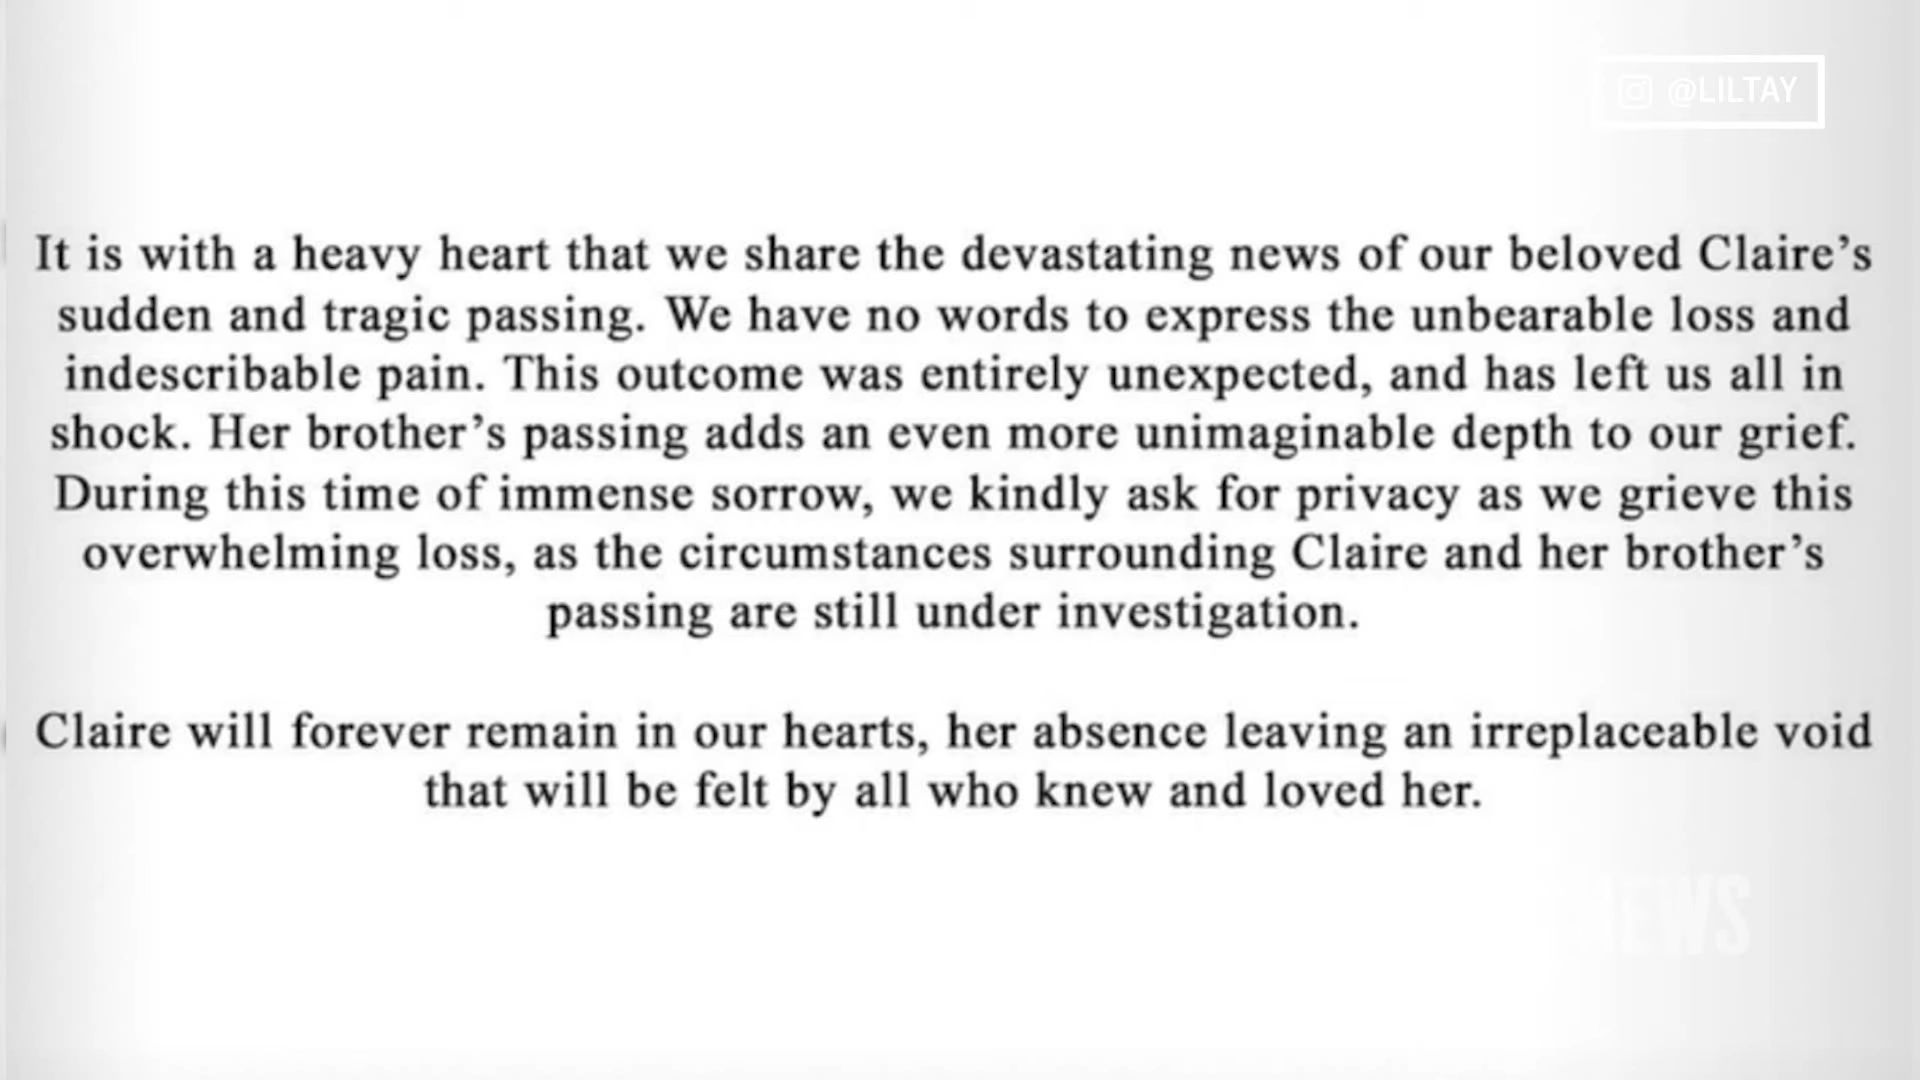 @LILTAY
It is with a heavy heart that we share the devastating news of our beloved Claire’s
sudden and tragic passing. We have no words to express the unbearable loss and
indescribable pain. This outcome was entirely unexpected, and has left us all in
shock. Her brother’s passing adds an even more unimaginable depth to our grief.
During this time of immense sorrow, we kindly ask for privacy as we grieve this
overwhelming loss, as the circumstances surrounding Claire and her brother’s
passing are still under investigation.
Claire will forever remain in our hearts, her absence leaving an irreplaceable void
that will be felt by all who knew and loved her.
NEWS